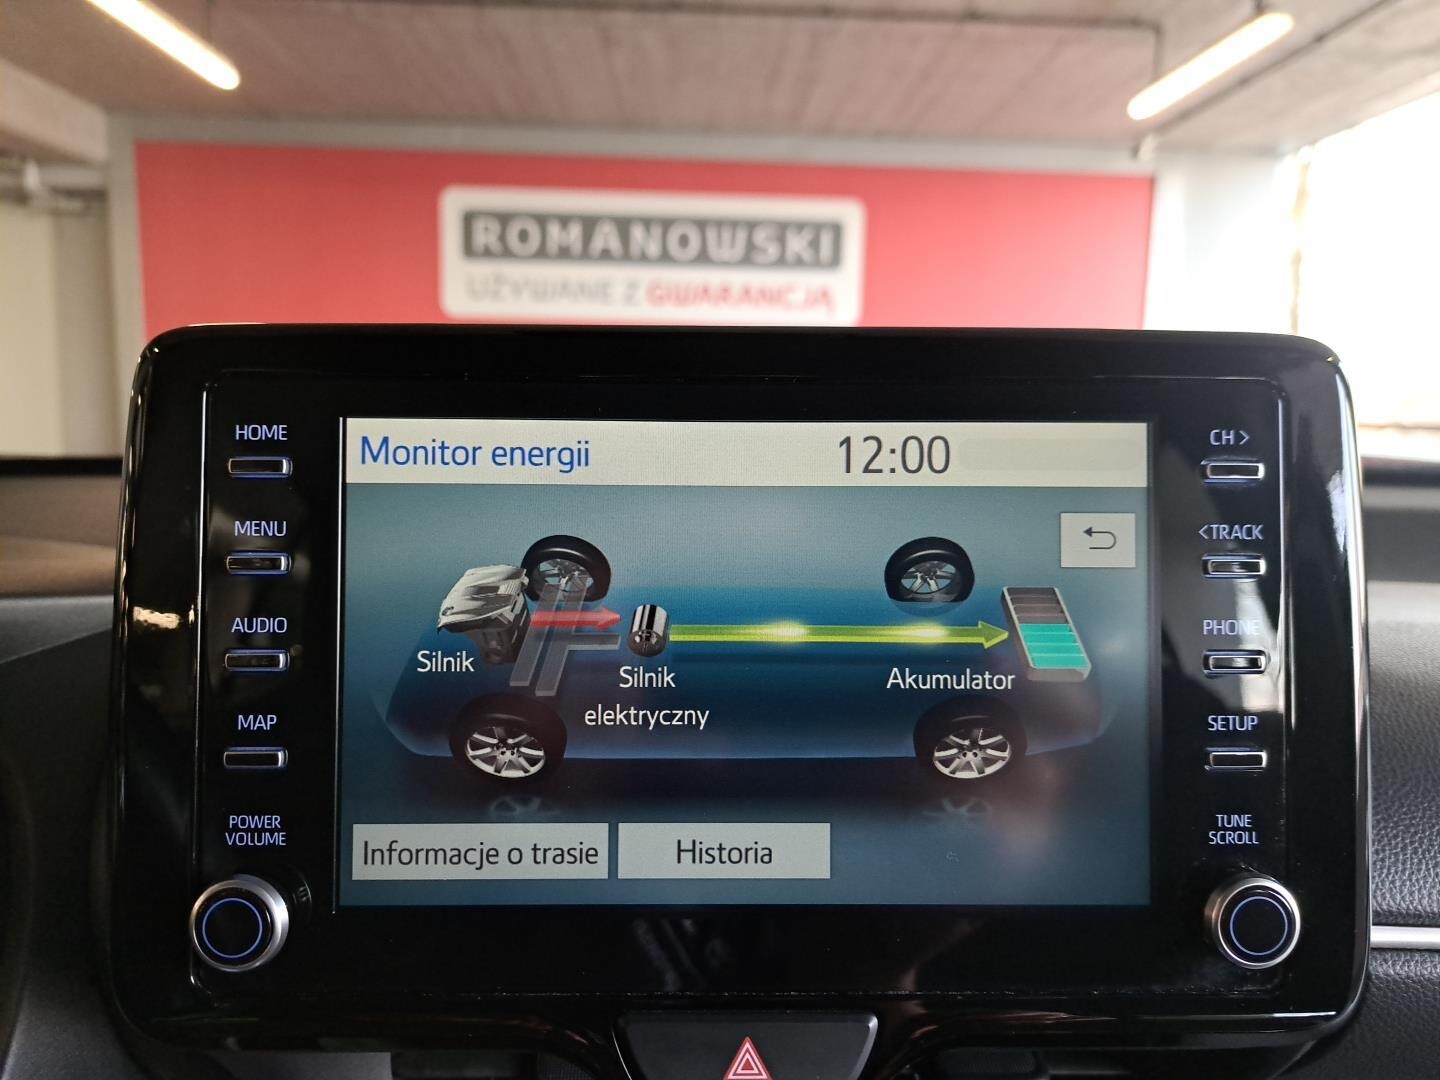 ROMANOWSKI
UŻYWANE Z GWARANCJĄ
HOME
MENU
AUDIO
MAP
POWER
VOLUME
Monitor energii
12:00
Silnik
Silnik
elektryczny
Akumulator
Informacje o trasie
Historia
CH >
<TRACK
PHONE
SETUP
TUNE
SCROLL